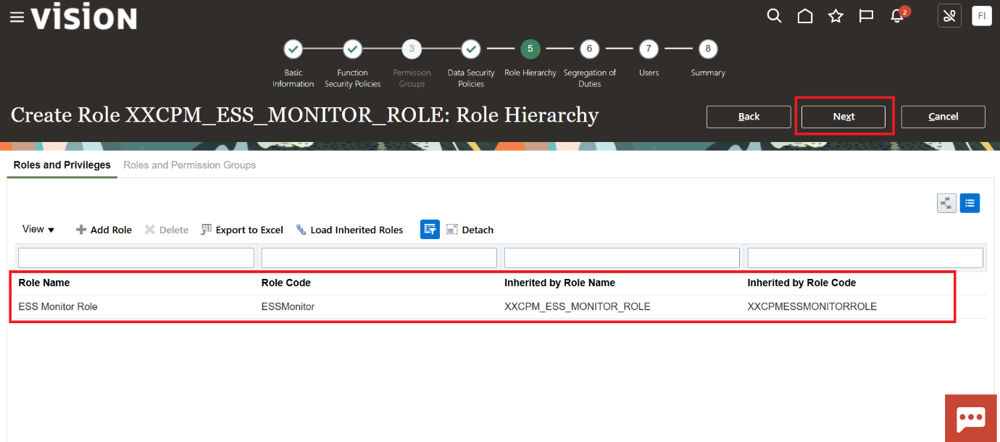 VISION
2
FI
3
5
6
7
8
Basic
Information
Function
Security Policies
Permission
Groups
Data Security
Policies
Role Hierarchy
Segregation of
Duties
Users
Summary
Create Role XXCPM_ESS_MONITOR_ROLE: Role Hierarchy
Back
Next
Cancel
Roles and Privileges
Roles and Permission Groups
View
Add Role
Delete
Export to Excel
Load Inherited Roles
Detach
Role Name Role Code Inherited by Role Name Inherited by Role Code
ESS Monitor Role ESSMonitor XXCPM_ESS_MONITOR_ROLE XXCPMESSMONITORROLE